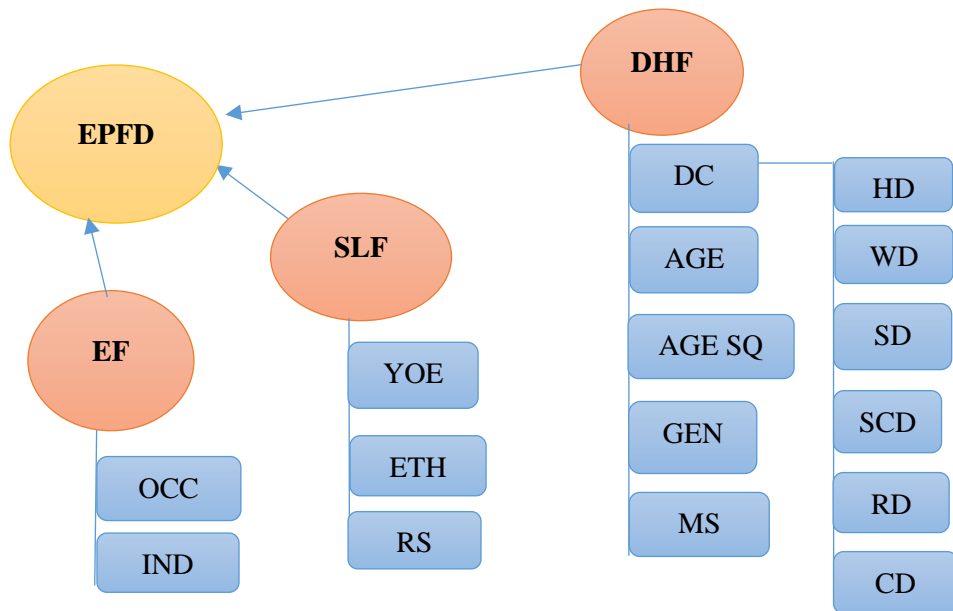 EPFD
DHF
SLF
EF
DC
AGE
AGE SQ
GEN
MS
HD
WD
SD
SCD
RD
CD
YOE
ETH
RS
OCC
IND